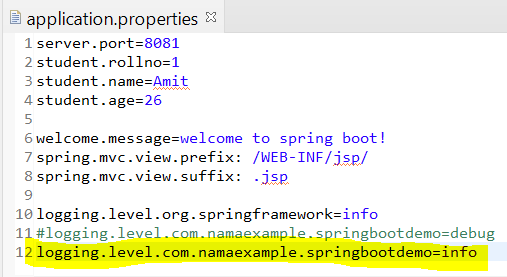 application.properties
1 server.port=8081
2 student.rollno=1
3 student.name=Amit
4 student.age=26
5
6 welcome.message=welcome to spring boot!
7 spring.mvc.view.prefix: /WEB-INF/jsp/
8 spring.mvc.view.suffix: .jsp
9
10 logging.level.org.springframework=info
11 #logging.level.com.namaexample.springbootdemo=debug
12 logging.level.com.namaexample.springbootdemo=info